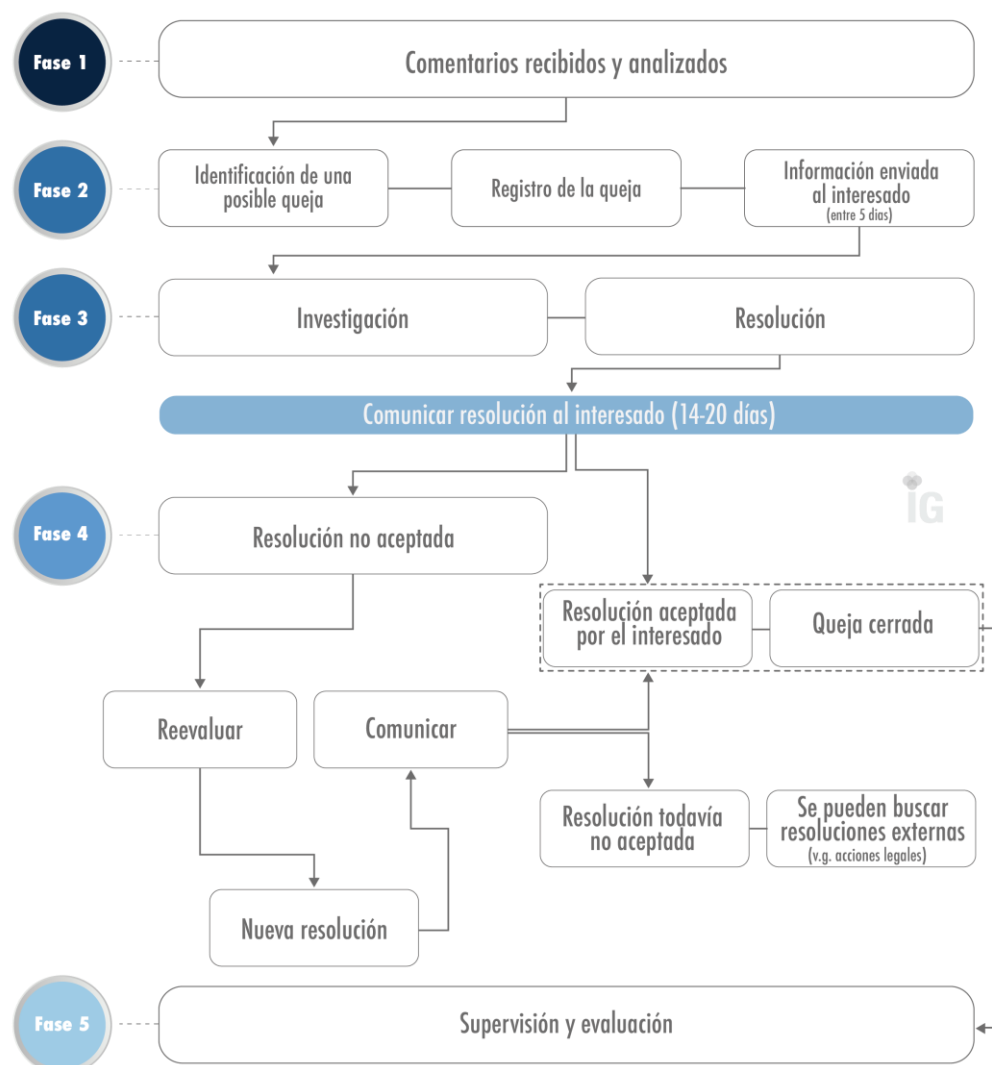 Fase 1
Comentarios recibidos y analizados
Fase 2
Identificación de una
posible queja
Registro de la queja
Información enviada
al interesado
(entre 5 dias)
Fase 3
Investigación
Resolución
Comunicar resolución al interesado (14-20 días)
iG
Fase 4
Resolución no aceptada
Resolución aceptada
por el interesado
Queja cerrada
Reevaluar
Comunicar
Resolución todavía
no aceptada
Se pueden buscar
resoluciones externas
(v.g. acciones legales)
Nueva resolución
Fase 5
Supervisión y evaluación